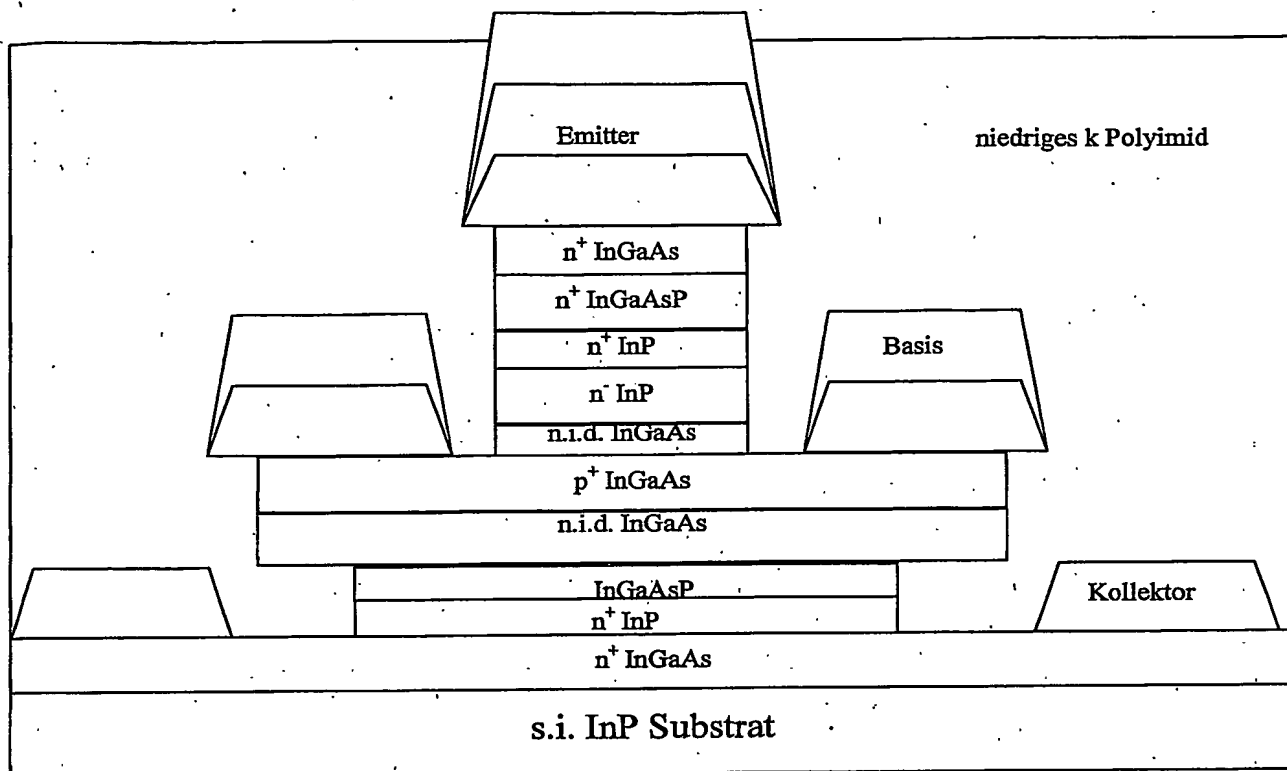 Emitter
niedriges k Polyimid
n⁺ InGaAs
n⁺ InGaAsP
n⁺ InP
Basis
n⁻ InP
n.i.d. InGaAs
p⁺ InGaAs
n.i.d. InGaAs
InGaAsP
Kollektor
n⁺ InP
n⁺ InGaAs
s.i. InP Substrat